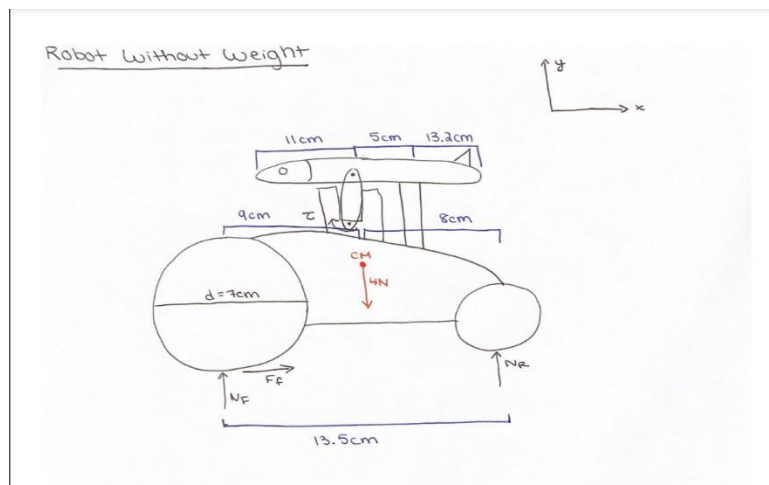 Robot Without Weight
y
x
11cm 5cm 13.2cm
τ
9cm 8cm
CM
4N
d=7cm
NF FF NR
13.5cm